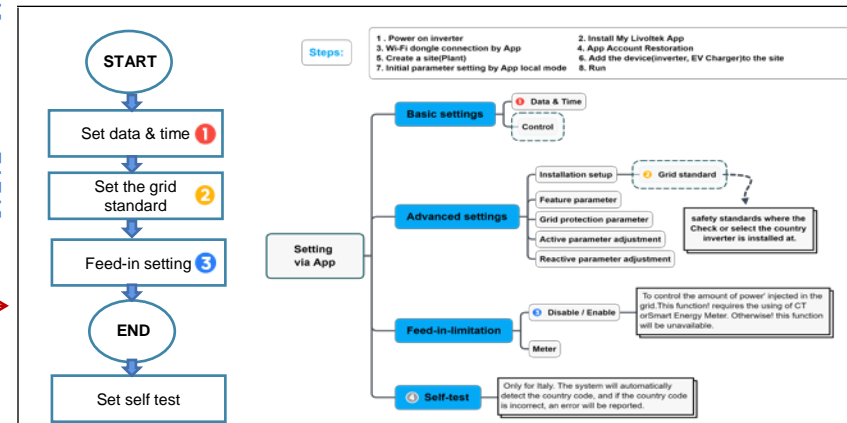 START
Set data & time 1
Set the grid
standard
2
Feed-in setting 3
END
Set self test
Steps:
1 . Power on inverter 2. Install My Livoltek App
3. Wi-Fi dongle connection by App 4. App Account Restoration
5. Create a site(Plant) 6. Add the device(inverter, EV Charger)to the site
7. Initial parameter setting by App local mode 8. Run
Setting
via App
Basic settings
1 Data & Time
Control
Advanced settings
Installation setup
2 Grid standard
Feature parameter
Grid protection parameter
Active parameter adjustment
Reactive parameter adjustment
safety standards where the
Check or select the country
inverter is installed at.
Feed-in-limitation
3 Disable / Enable
Meter
To control the amount of power' injected in the
grid.This function! requires the using of CT
orSmart Energy Meter. Otherwise! this function
will be unavailable.
4 Self-test
Only for Italy. The system will automatically
detect the country code, and if the country code
is incorrect, an error will be reported.